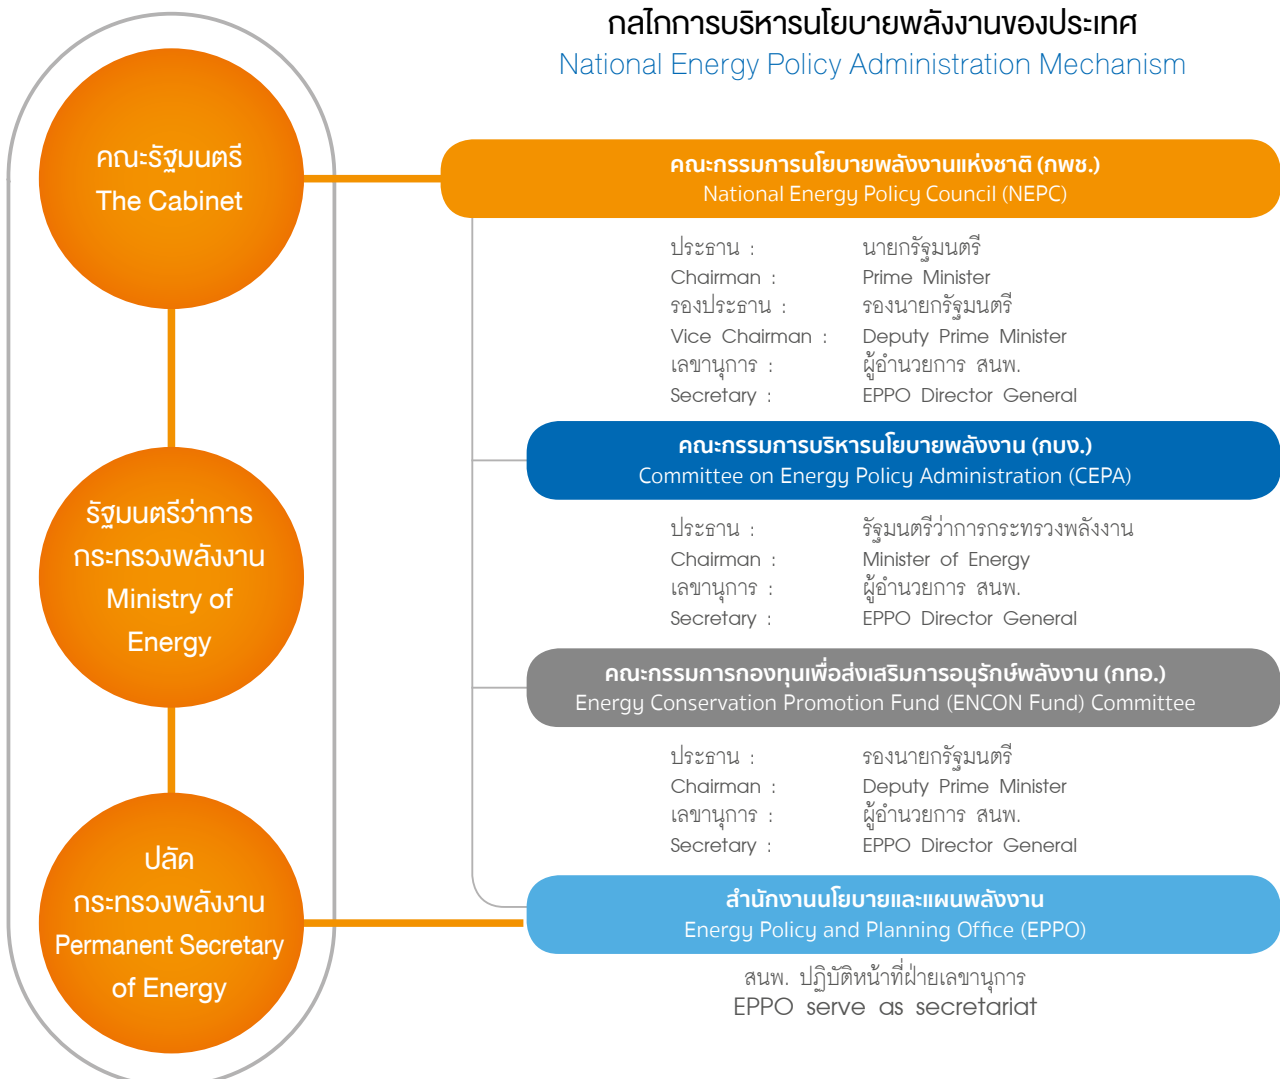 กลไกการบริหารนโยบายพลังงานของประเทศ
National Energy Policy Administration Mechanism
คณะรัฐมนตรี
The Cabinet
คณะกรรมการนโยบายพลังงานแห่งชาติ (กพช.)
National Energy Policy Council (NEPC)
ประธาน : นายกรัฐมนตรี
Chairman : Prime Minister
รองประธาน : รองนายกรัฐมนตรี
Vice Chairman : Deputy Prime Minister
เลขานุการ : ผู้อำนวยการ สนพ.
Secretary : EPPO Director General
คณะกรรมการบริหารนโยบายพลังงาน (กบง.)
Committee on Energy Policy Administration (CEPA)
รัฐมนตรีว่าการ
กระทรวงพลังงาน
Ministry of
Energy
ประธาน : รัฐมนตรีว่าการกระทรวงพลังงาน
Chairman : Minister of Energy
เลขานุการ : ผู้อำนวยการ สนพ.
Secretary : EPPO Director General
คณะกรรมการกองทุนเพื่อส่งเสริมการอนุรักษ์พลังงาน (กทอ.)
Energy Conservation Promotion Fund (ENCON Fund) Committee
ประธาน : รองนายกรัฐมนตรี
Chairman : Deputy Prime Minister
เลขานุการ : ผู้อำนวยการ สนพ.
Secretary : EPPO Director General
ปลัด
กระทรวงพลังงาน
Permanent Secretary
of Energy
สำนักงานนโยบายและแผนพลังงาน
Energy Policy and Planning Office (EPPO)
สนพ. ปฏิบัติหน้าที่ฝ่ายเลขานุการ
EPPO serve as secretariat